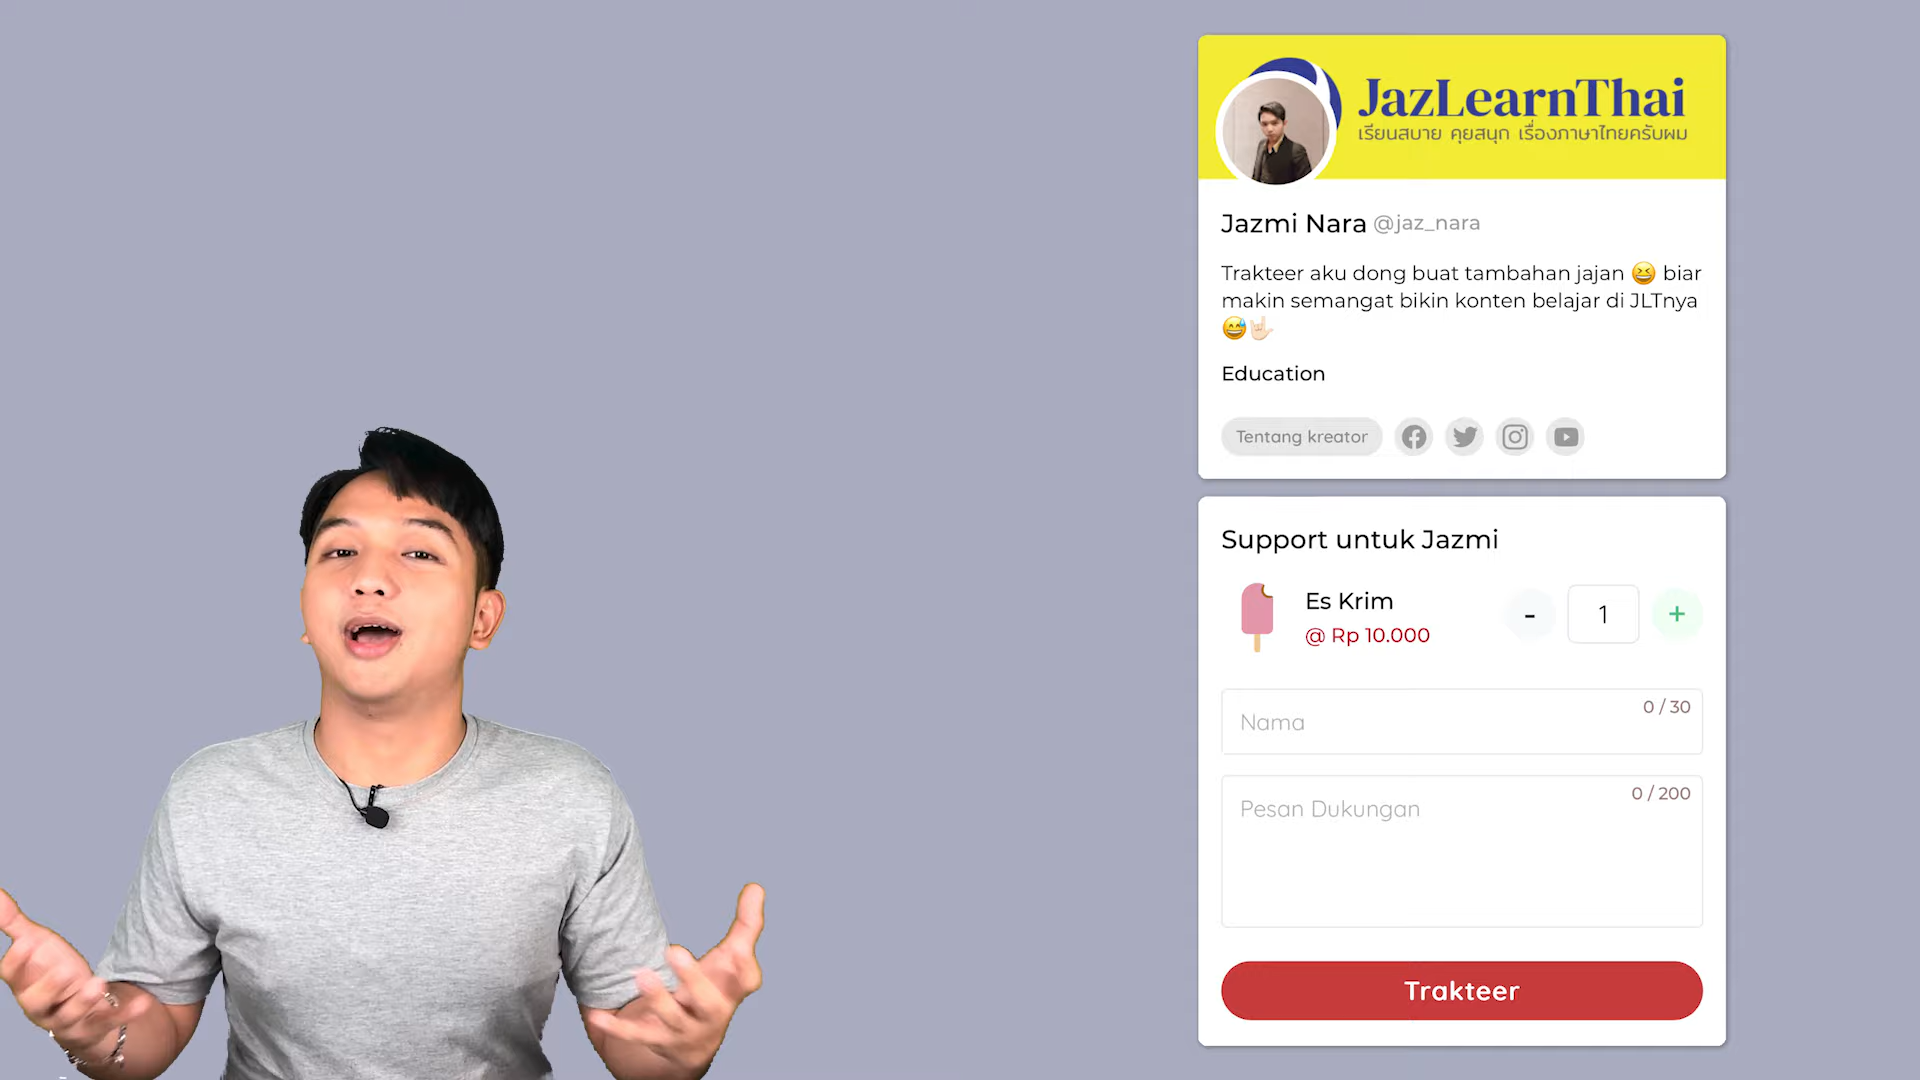 JazLearnThai
เรียนสบาย คุยสนุก เรื่องภาษาไทยครับผม
Jazmi Nara @jaz_nara
Trakteer aku dong buat tambahan jajan 😆 biar
makin semangat bikin konten belajar di JLTnya
😅🤟🏻
Education
Tentang kreator
Support untuk Jazmi
Es Krim
@ Rp 10.000
- 1 +
Nama
0 / 30
Pesan Dukungan
0 / 200
Trakteer